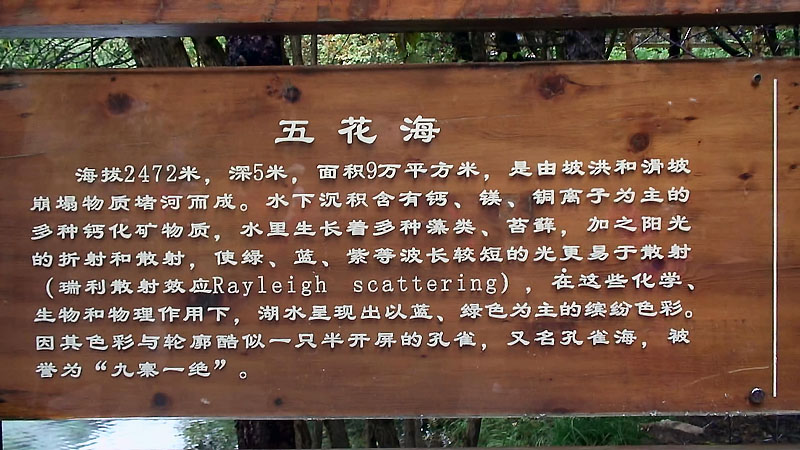 五花海
海拔2472米，深5米，面积9万平方米，是由坡洪和滑坡
崩塌物质堵河而成。水下沉积含有钙、镁、铜离子为主的
多种钙化矿物质，水里生长着多种藻类、苔藓，加之阳光
的折射和散射，使绿、蓝、紫等波长较短的光更易于散射
（瑞利散射效应Rayleigh scattering），在这些化学、
生物和物理作用下，湖水呈现出以蓝、绿色为主的缤纷色彩。
因其色彩与轮廓酷似一只半开屏的孔雀，又名孔雀海，被
誉为“九寨一绝”。